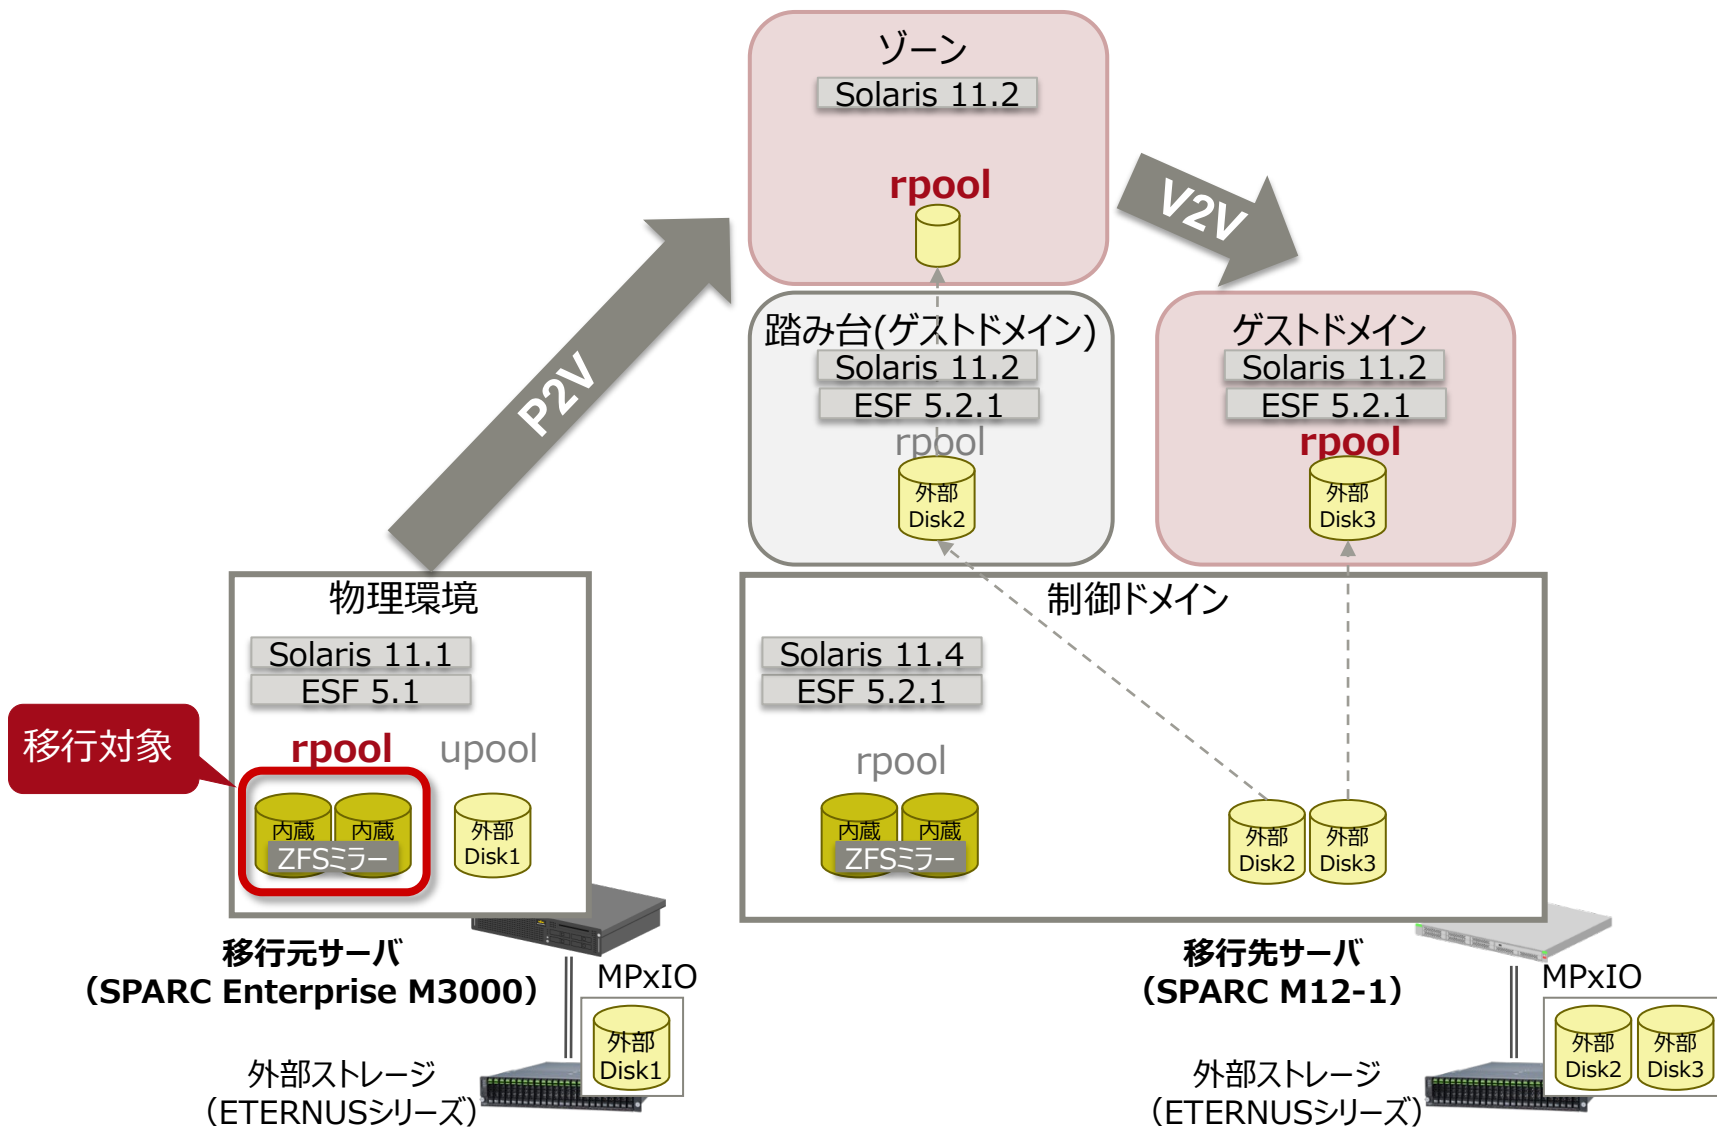 ゾーン
Solaris 11.2
rpool
P2V
V2V
踏み台(ゲストドメイン)
Solaris 11.2
ESF 5.2.1
rpool
外部
Disk2
ゲストドメイン
Solaris 11.2
ESF 5.2.1
rpool
外部
Disk3
物理環境
Solaris 11.1
ESF 5.1
移行対象
rpool
upool
内蔵
内蔵
ZFSミラー
外部
Disk1
制御ドメイン
Solaris 11.4
ESF 5.2.1
rpool
内蔵
内蔵
ZFSミラー
外部
Disk2
外部
Disk3
移行元サーバ
（SPARC Enterprise M3000）
MPxIO
外部
Disk1
外部ストレージ
（ETERNUSシリーズ）
移行先サーバ
（SPARC M12-1）
MPxIO
外部
Disk2
外部
Disk3
外部ストレージ
（ETERNUSシリーズ）